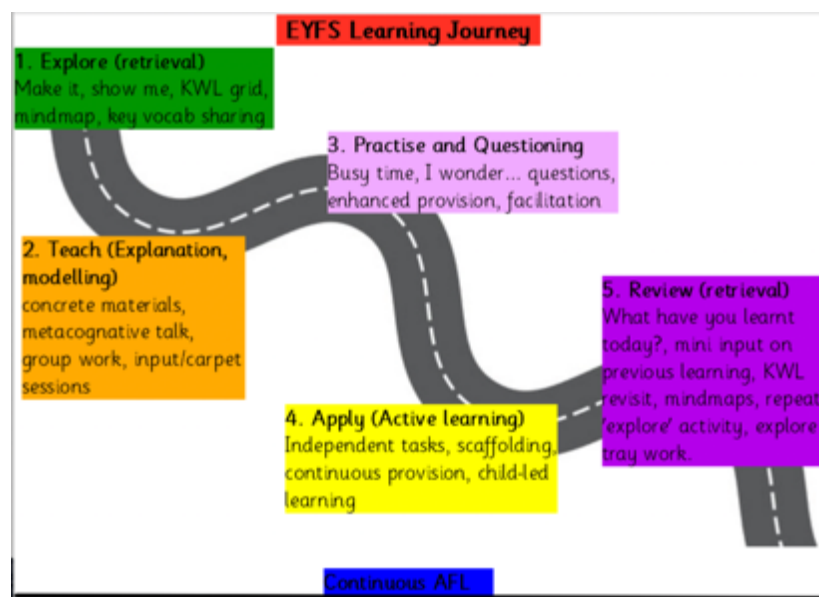 EYFS Learning Journey
1. Explore (retrieval)
Make it, show me, KWL grid,
mindmap, key vocab sharing
2. Teach (Explanation,
modelling)
concrete materials,
metacognative talk,
group work, input/carpet
sessions
3. Practise and Questioning
Busy time, I wonder... questions,
enhanced provision, facilitation
4. Apply (Active learning)
Independent tasks, scaffolding,
continuous provision, child-led
learning
5. Review (retrieval)
What have you learnt
today?, mini input on
previous learning, KWL
revisit, mindmaps, repeat
'explore' activity, explore
tray work.
Continuous AFL